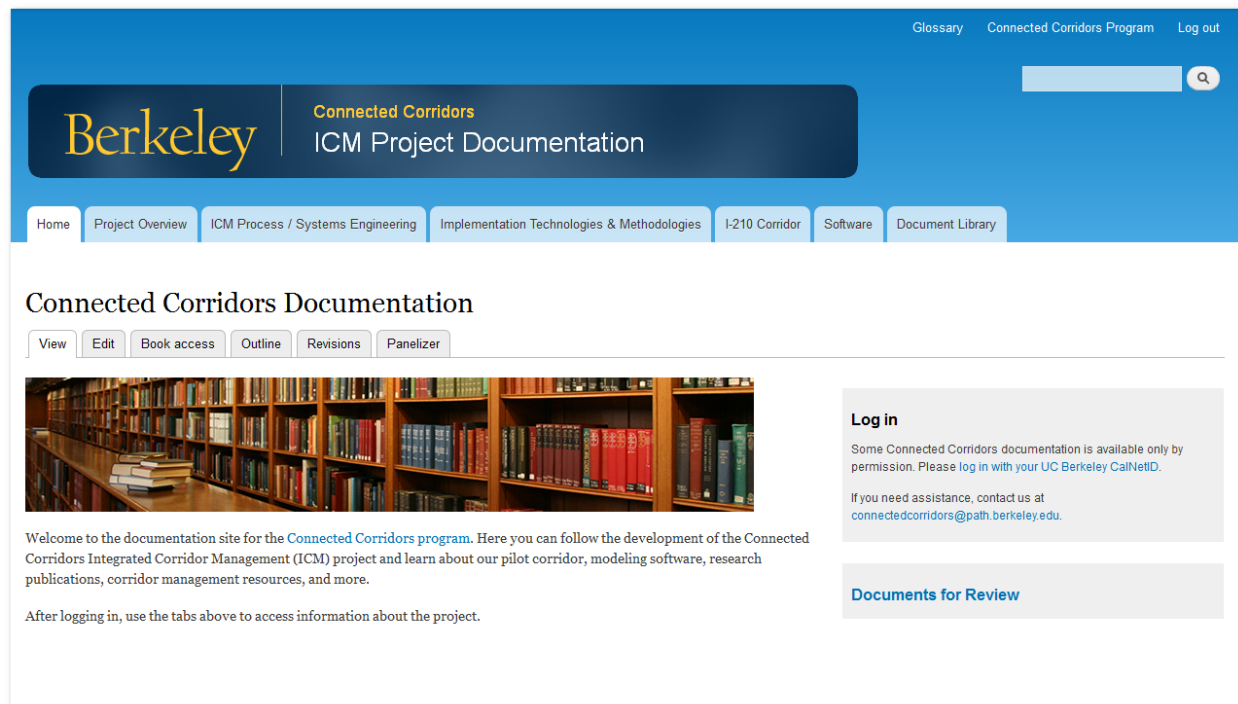 Glossary Connected Corridors Program Log out
Berkeley
Connected Corridors
ICM Project Documentation
Home Project Overview ICM Process / Systems Engineering Implementation Technologies & Methodologies I-210 Corridor Software Document Library
Connected Corridors Documentation
View Edit Book access Outline Revisions Panelizer
Welcome to the documentation site for the Connected Corridors program. Here you can follow the development of the Connected
Corridors Integrated Corridor Management (ICM) project and learn about our pilot corridor, modeling software, research
publications, corridor management resources, and more.
After logging in, use the tabs above to access information about the project.
Log in
Some Connected Corridors documentation is available only by
permission. Please log in with your UC Berkeley CalNetID.
If you need assistance, contact us at
connectedcorridors@path.berkeley.edu.
Documents for Review